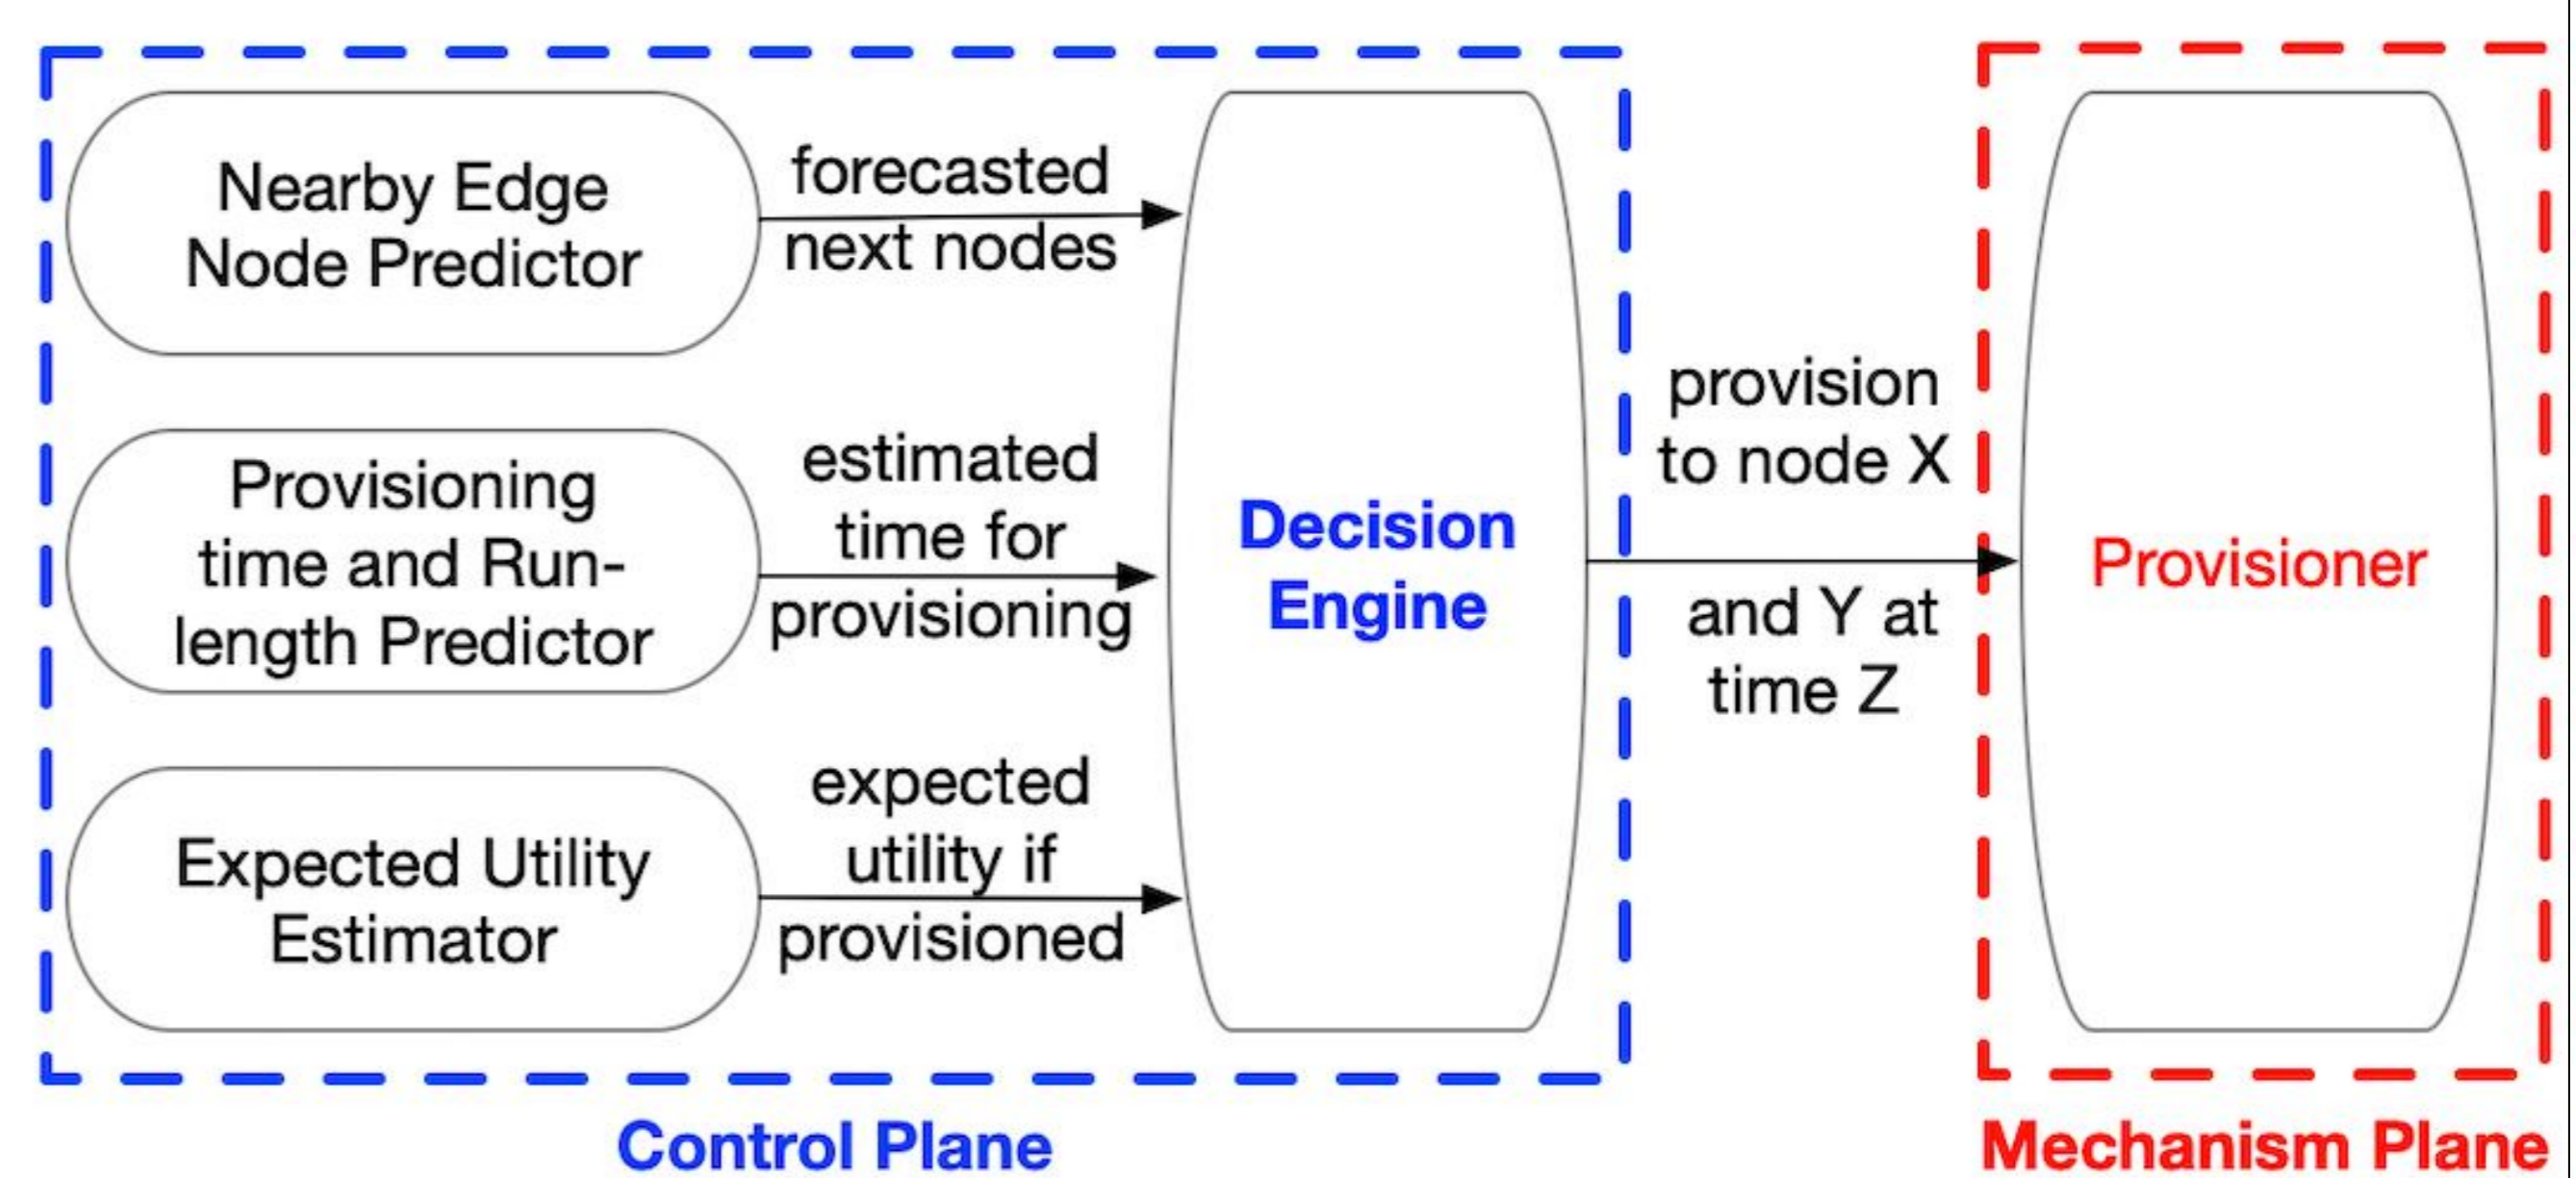 Nearby Edge
Node Predictor
forecasted
next nodes
Provisioning
time and Run-
length Predictor
estimated
time for
provisioning
Expected Utility
Estimator
expected
utility if
provisioned
Decision
Engine
provision
to node X
and Y at
time Z
Provisioner
Control Plane
Mechanism Plane